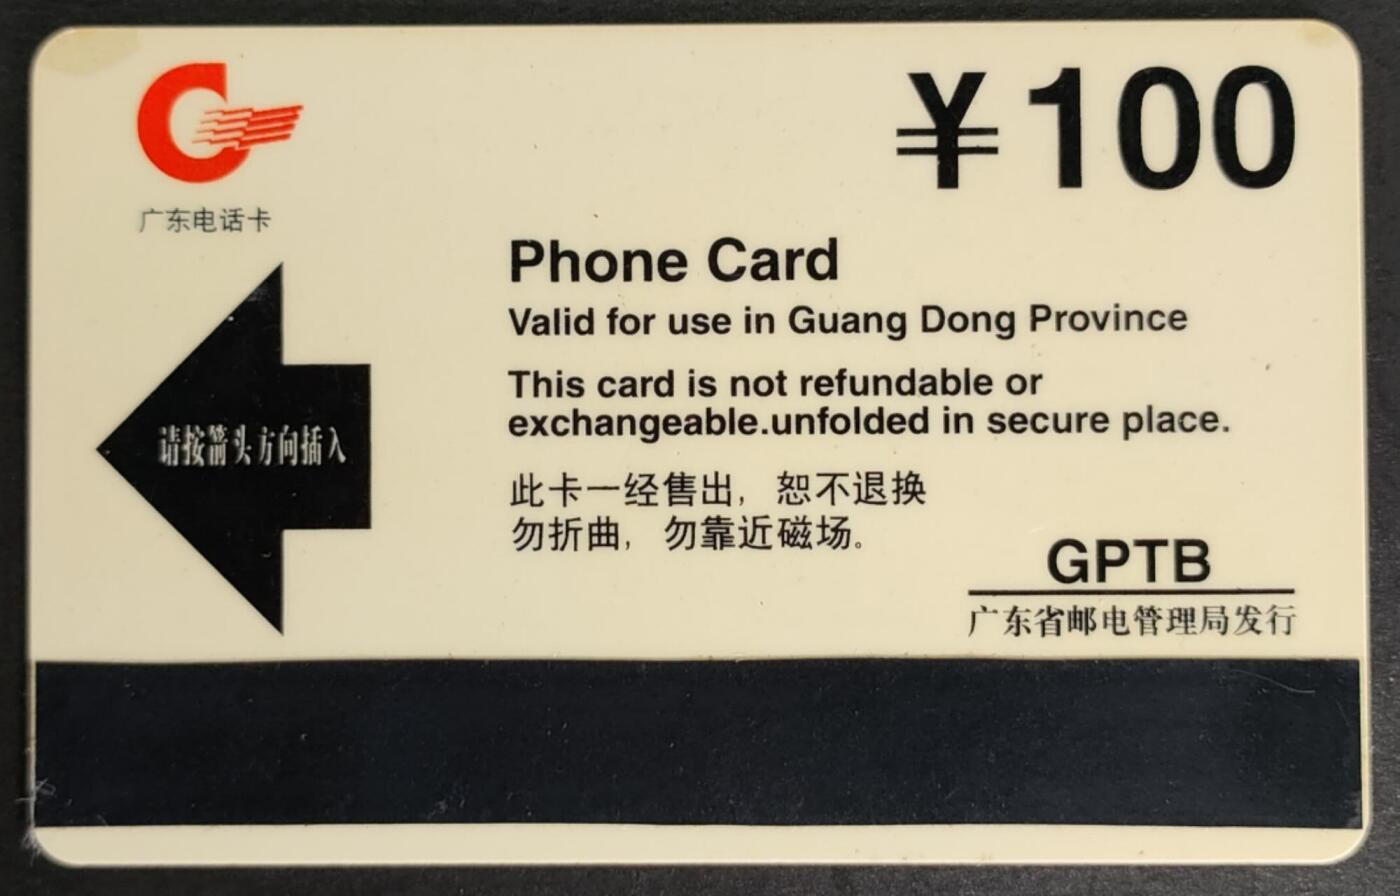 ¥100
广东电话卡
Phone Card
Valid for use in Guang Dong Province
This card is not refundable or
exchangeable.unfolded in secure place.
请按箭头方向插入
此卡一经售出，恕不退换
勿折曲，勿靠近磁场。
GPTB
广东省邮电管理局发行